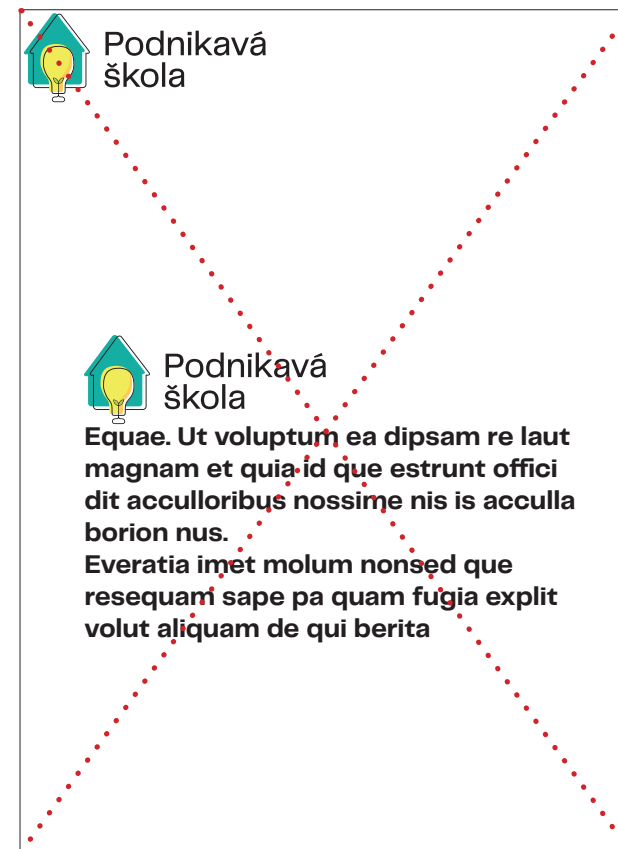 Podnikavá
škola
Podnikavá
škola
Equae. Ut voluptum ea dipsam re laut
magnam et quia id que estrunt offici
dit acculloribus nossime nis is acculla
borion nus.
Everatia imet molum nonsed que
resequam sape pa quam fugia explit
volut aliquam de qui berita